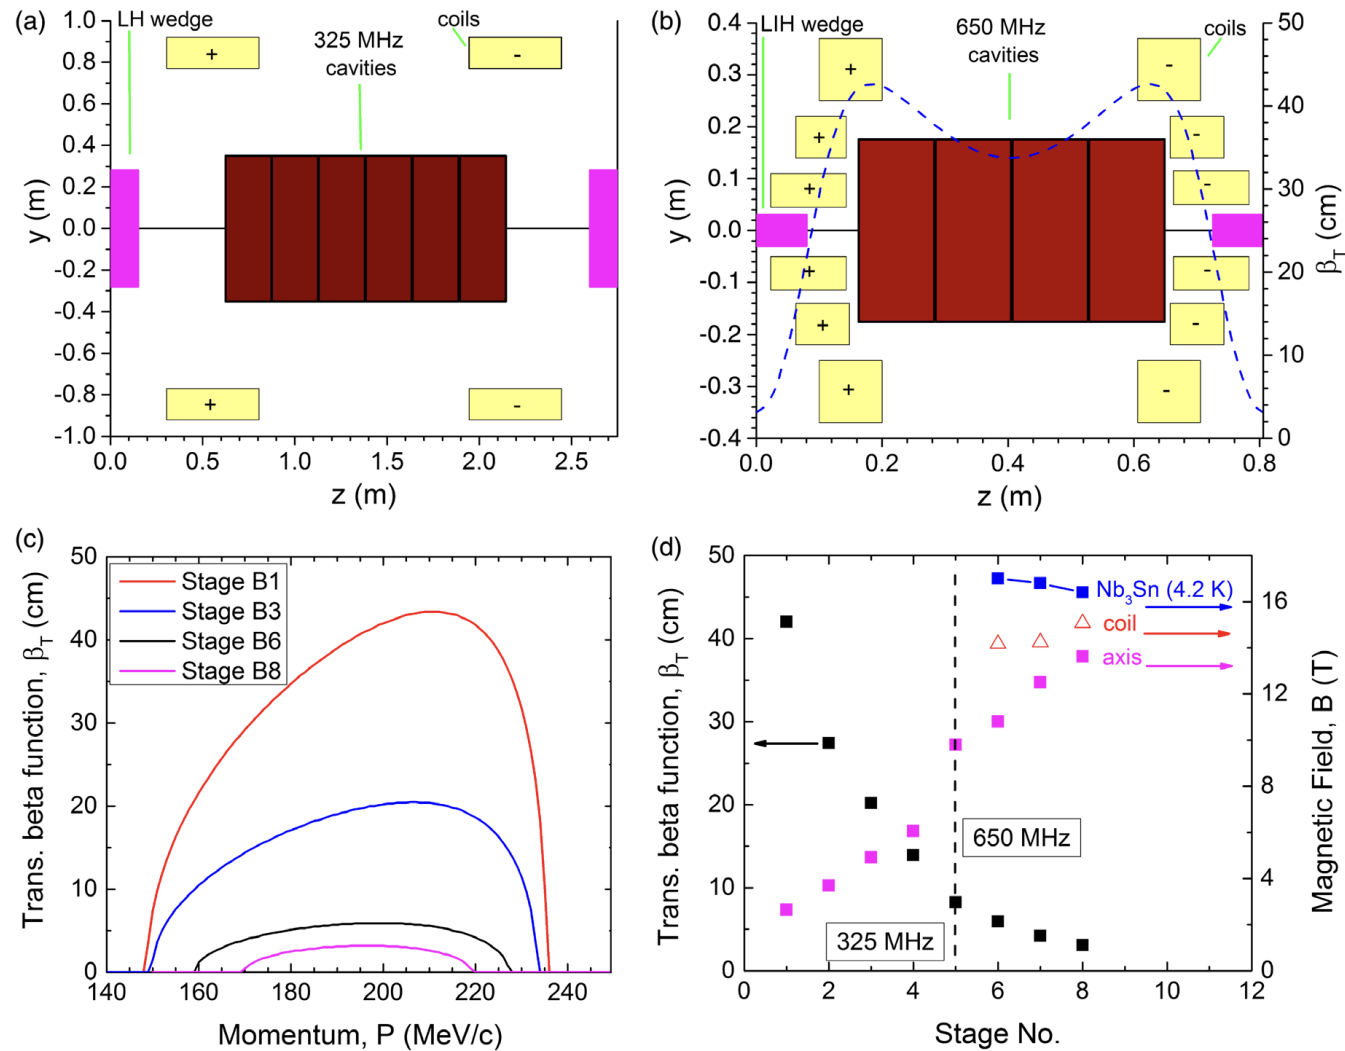 (a)
LH wedge
coils
325 MHz
cavities
+
-
+
-
1.0
0.8
0.6
0.4
0.2
0.0
-0.2
-0.4
-0.6
-0.8
-1.0
y (m)
0.0 0.5 1.0 1.5 2.0 2.5
z (m)
(b)
LIH wedge
650 MHz
cavities
coils
+
-
+
-
+
-
+
-
+
-
+
-
0.4
0.3
0.2
0.1
0.0
-0.1
-0.2
-0.3
-0.4
y (m)
0.0 0.2 0.4 0.6 0.8
z (m)
50
40
30
20
10
0
β_T (cm)
(c)
50
40
30
20
10
0
Trans. beta function, β_T (cm)
Stage B1
Stage B3
Stage B6
Stage B8
140 160 180 200 220 240
Momentum, P (MeV/c)
(d)
50
40
30
20
10
0
Trans. beta function, β_T (cm)
Nb₃Sn (4.2 K)
coil
axis
650 MHz
325 MHz
16
12
8
4
0
Magnetic Field, B (T)
0 2 4 6 8 10 12
Stage No.